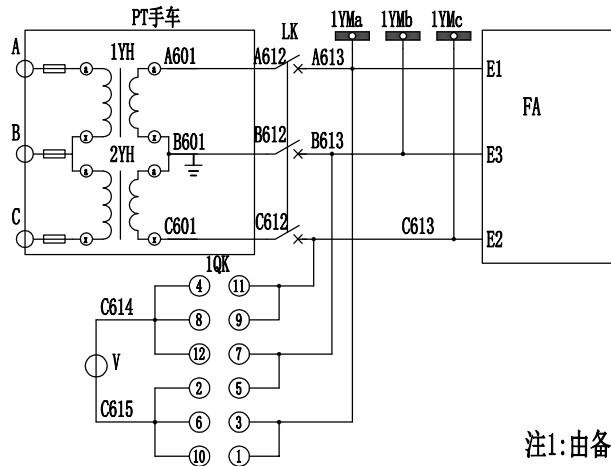 PT手车
1YMa 1YMb 1YMc
LK
A 1YH A601 A612 A613 E1
a a
FA
x x
B B601 B612 B613 E3
2YH
a a
C C601 C612 C613 E2
x x
1QK
4 11
C614
8 9
12 7
V
2 5
C615
6 3
10 1
注1:由备